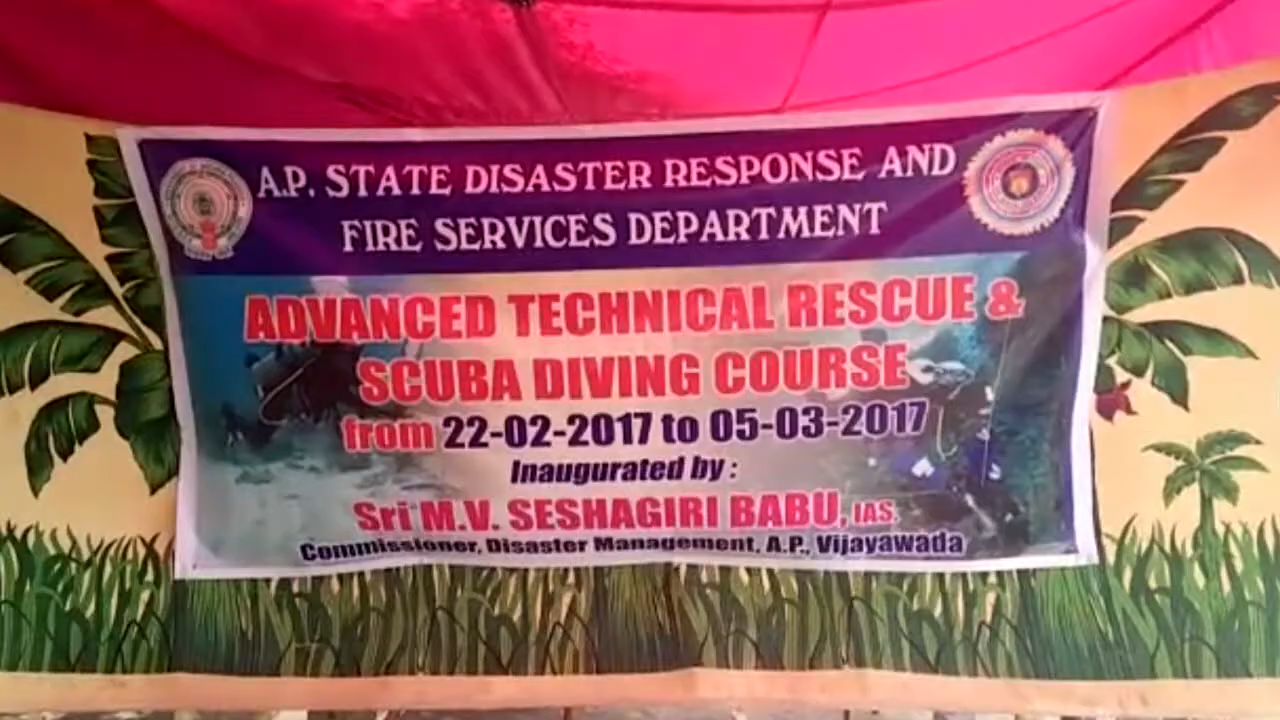 A.P. STATE DISASTER RESPONSE AND
FIRE SERVICES DEPARTMENT
ADVANCED TECHNICAL RESCUE &
SCUBA DIVING COURSE
from 22-02-2017 to 05-03-2017
Inaugurated by :
Sri M.V. SESHAGIRI BABU, IAS.
Commissioner, Disaster Management, A.P., Vijayawada